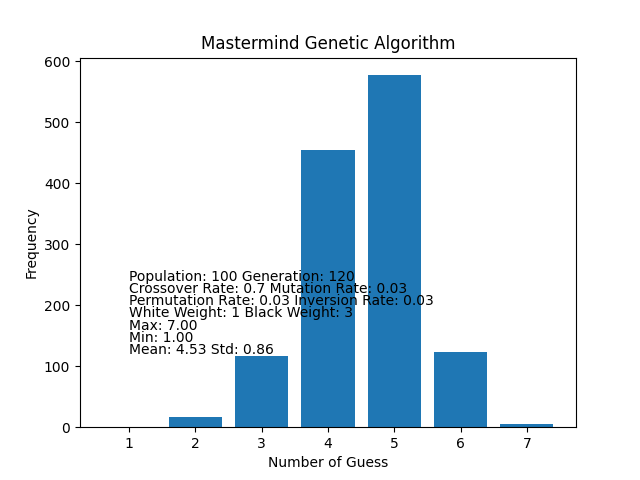 Mastermind Genetic Algorithm
600
500
400
300
200
100
0
Frequency
Population: 100 Generation: 120
Crossover Rate: 0.7 Mutation Rate: 0.03
Permutation Rate: 0.03 Inversion Rate: 0.03
White Weight: 1 Black Weight: 3
Max: 7.00
Min: 1.00
Mean: 4.53 Std: 0.86
1 2 3 4 5 6 7
Number of Guess